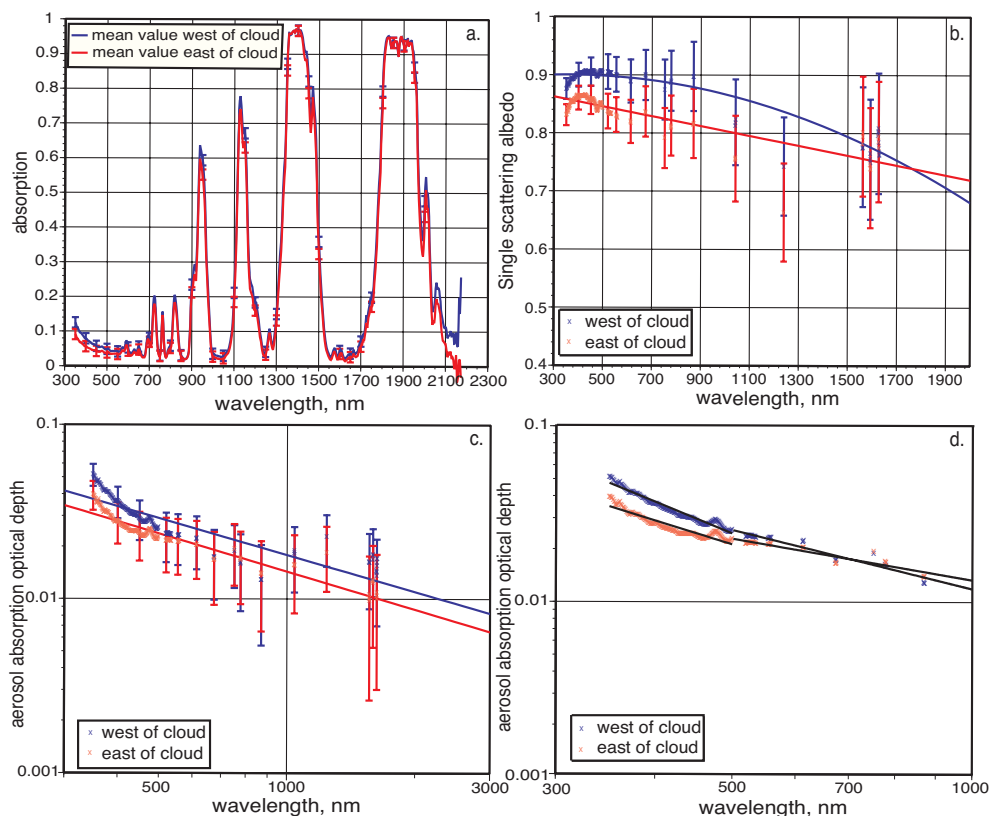 a.
mean value west of cloud
mean value east of cloud
absorption
1
0.9
0.8
0.7
0.6
0.5
0.4
0.3
0.2
0.1
0
300 500 700 900 1100 1300 1500 1700 1900 2100 2300
wavelength, nm
b.
Single scattering albedo
1
0.9
0.8
0.7
0.6
0.5
0.4
west of cloud
east of cloud
300 500 700 900 1100 1300 1500 1700 1900
wavelength, nm
c.
aerosol absorption optical depth
0.1
0.01
0.001
west of cloud
east of cloud
500 1000 3000
wavelength, nm
d.
aerosol absorption optical depth
0.1
0.01
0.001
west of cloud
east of cloud
300 500 700 1000
wavelength, nm